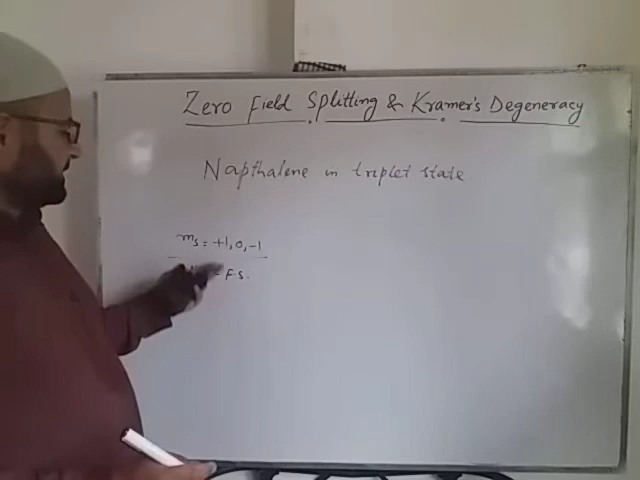 Zero Field Splitting & Kramer's Degeneracy
Napthalene in triplet state
ms = +1, 0, -1
F.S.